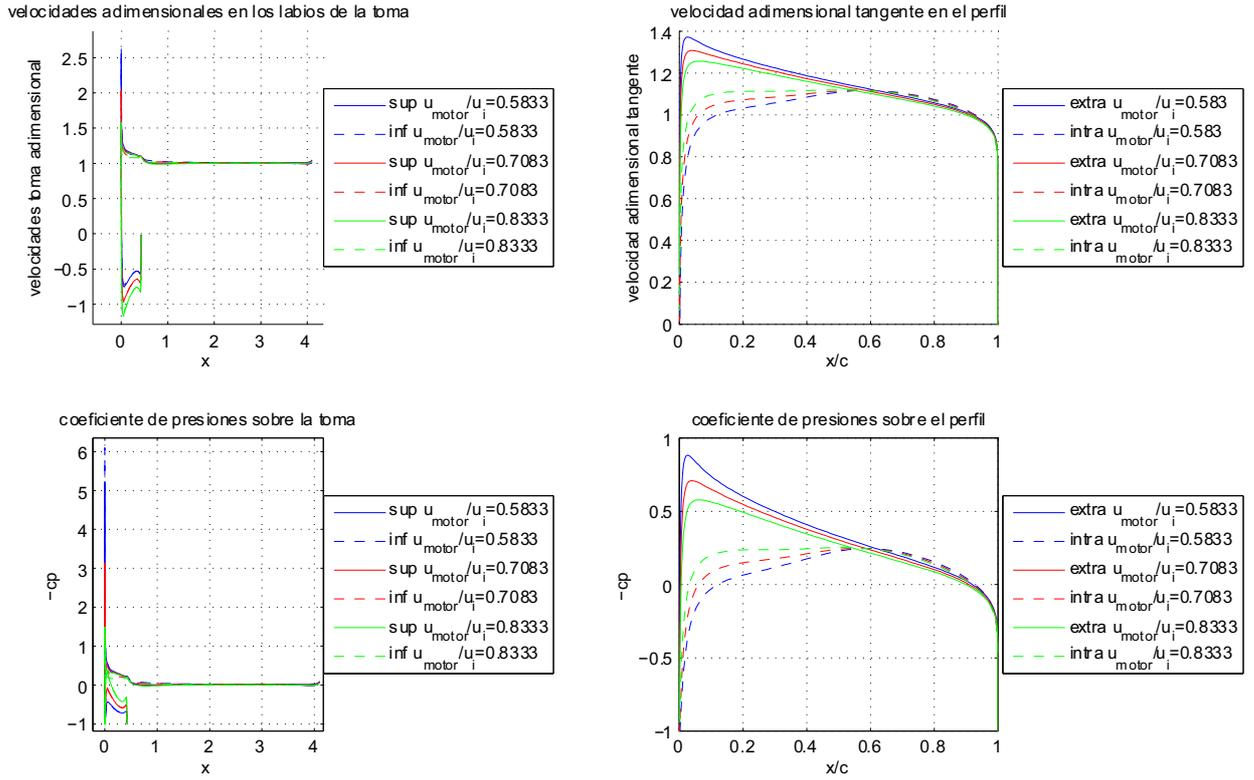 velocidades adimensionales en los labios de la toma
velocidades toma adimensional
2.5
2
1.5
1
0.5
0
−0.5
−1
0 1 2 3 4
x
sup u_motor/u_i=0.5833
inf u_motor/u_i=0.5833
sup u_motor/u_i=0.7083
inf u_motor/u_i=0.7083
sup u_motor/u_i=0.8333
inf u_motor/u_i=0.8333
velocidad adimensional tangente en el perfil
velocidad adimensional tangente
1.4
1.2
1
0.8
0.6
0.4
0.2
0
0 0.2 0.4 0.6 0.8 1
x/c
extra u_motor/u_i=0.583
intra u_motor/u_i=0.583
extra u_motor/u_i=0.7083
intra u_motor/u_i=0.7083
extra u_motor/u_i=0.8333
intra u_motor/u_i=0.8333
coeficiente de presiones sobre la toma
−cp
6
5
4
3
2
1
0
−1
0 1 2 3 4
x
sup u_motor/u_i=0.5833
inf u_motor/u_i=0.5833
sup u_motor/u_i=0.7083
inf u_motor/u_i=0.7083
sup u_motor/u_i=0.8333
inf u_motor/u_i=0.8333
coeficiente de presiones sobre el perfil
−cp
1
0.5
0
−0.5
−1
0 0.2 0.4 0.6 0.8 1
x/c
extra u_motor/u_i=0.5833
intra u_motor/u_i=0.5833
extra u_motor/u_i=0.7083
intra u_motor/u_i=0.7083
extra u_motor/u_i=0.8333
intra u_motor/u_i=0.8333